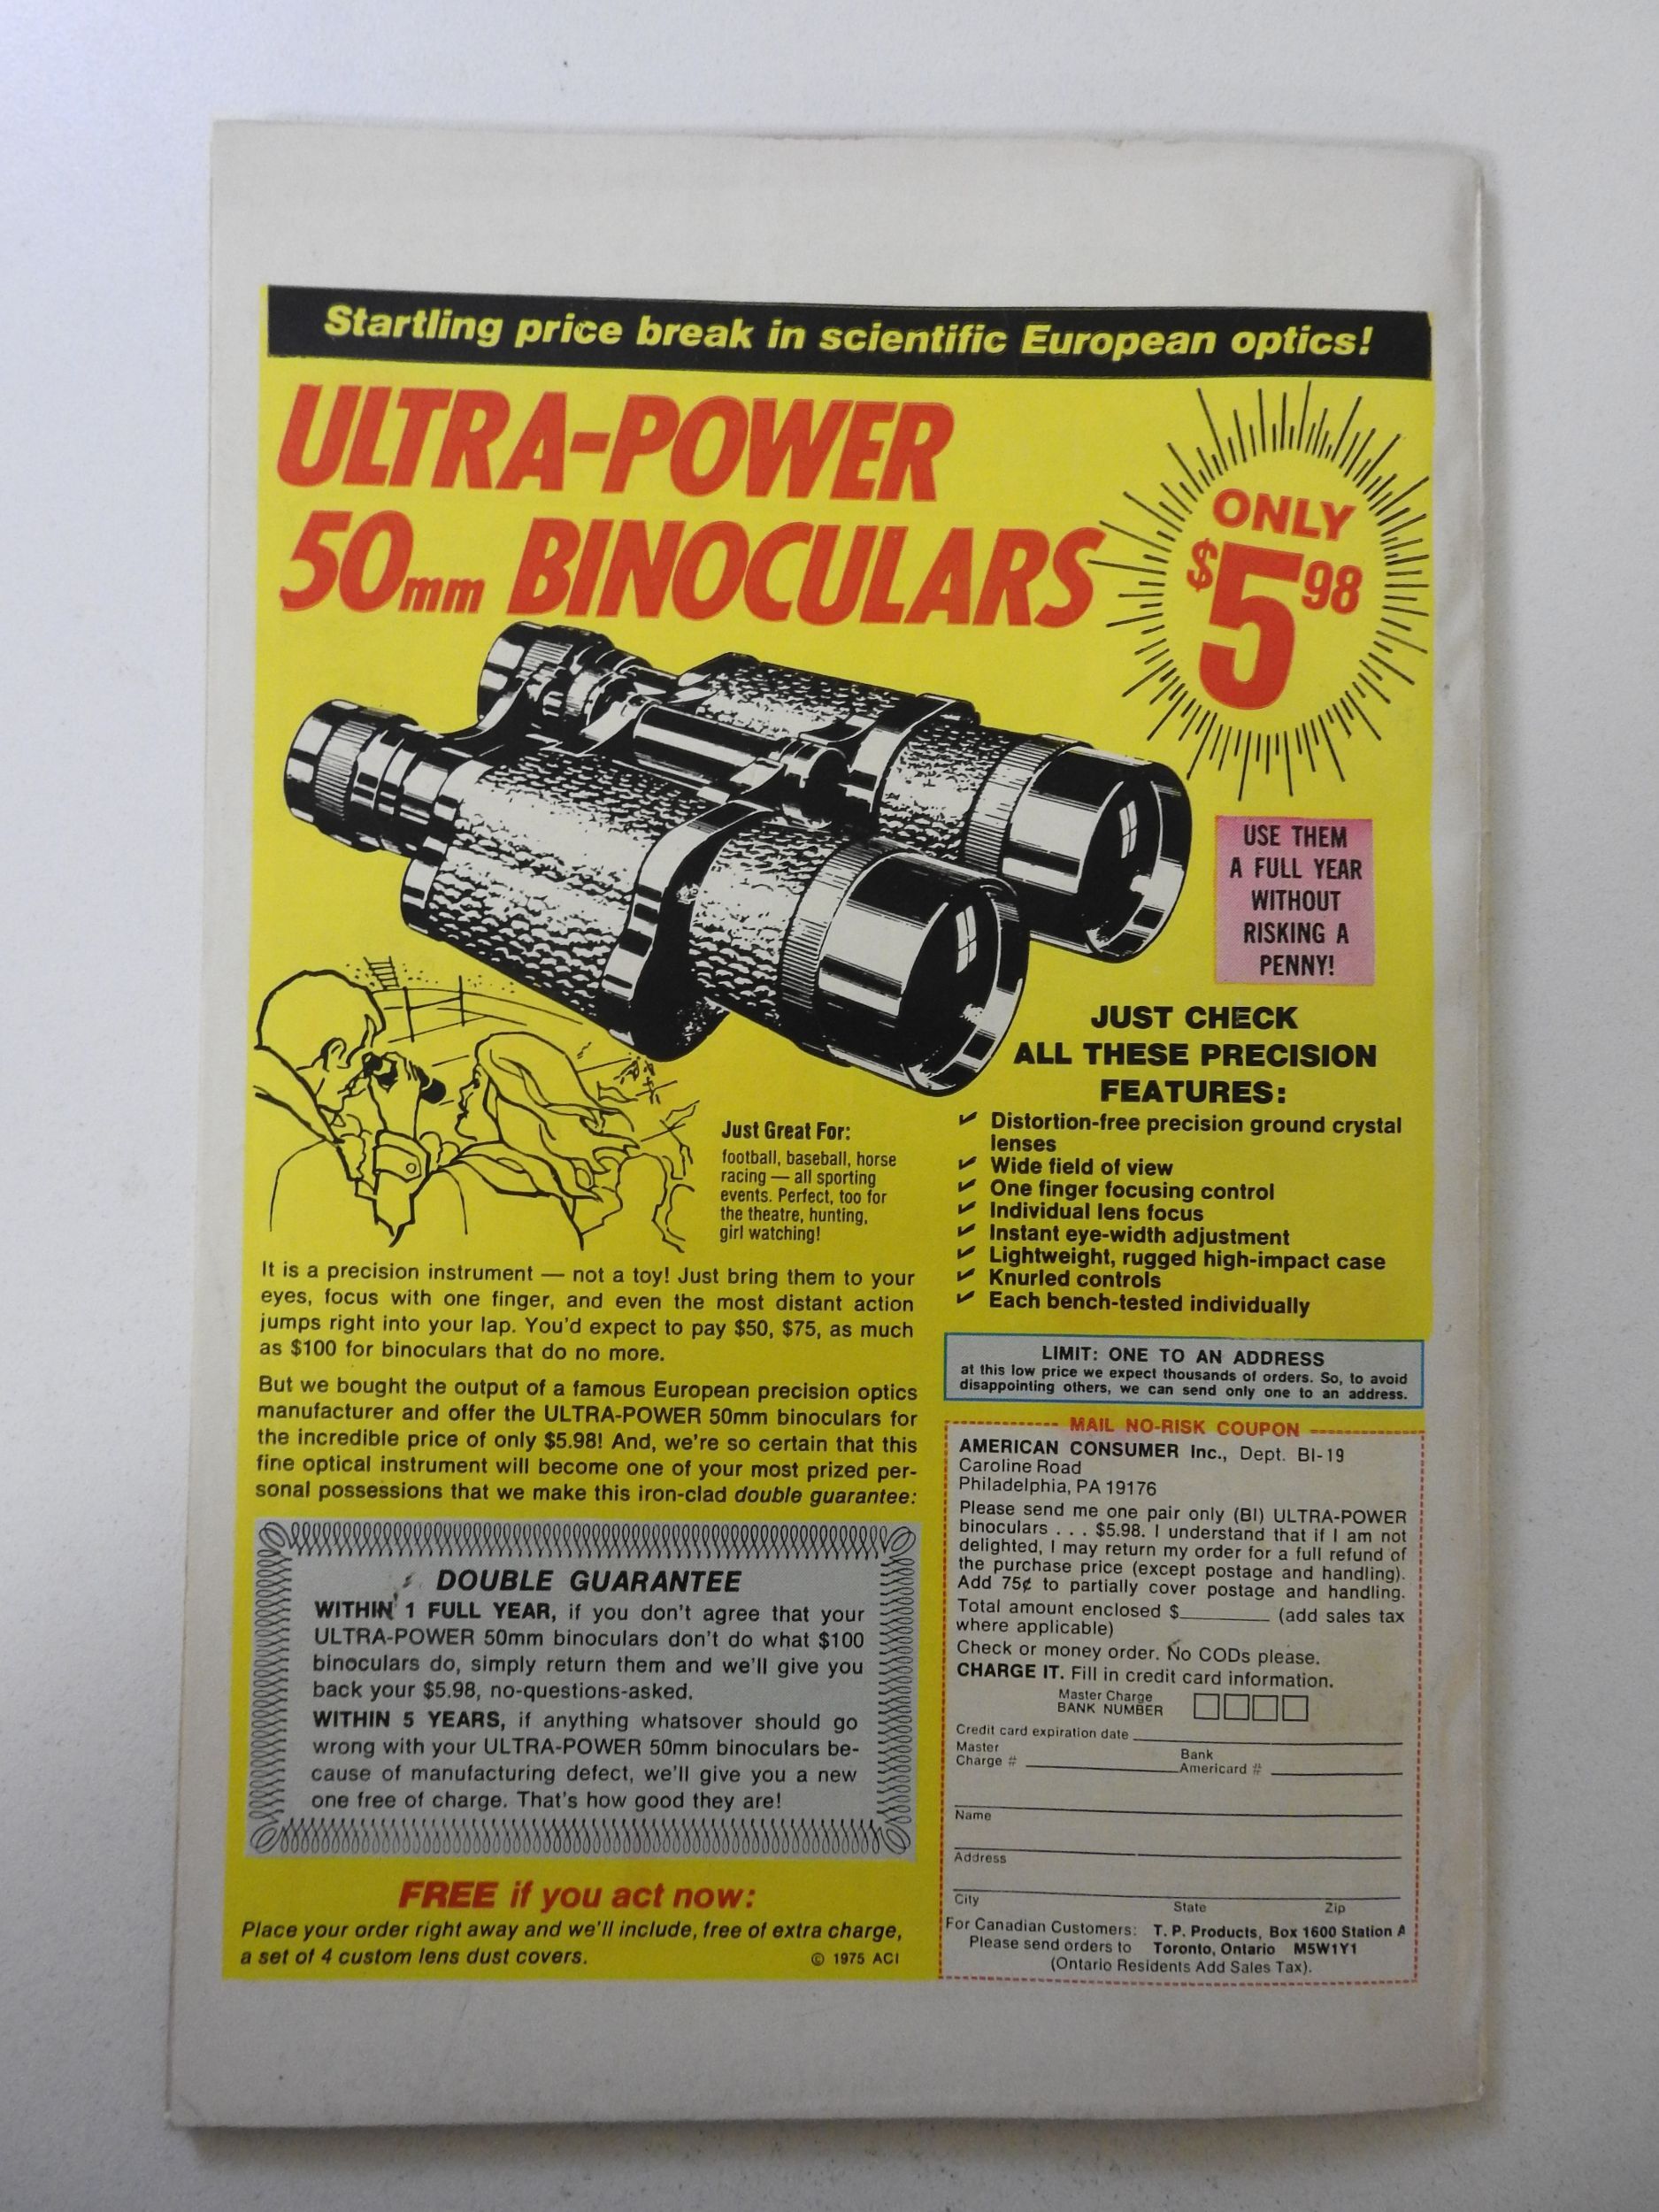 Startling price break in scientific European optics!
ULTRA-POWER
50mm BINOCULARS
ONLY
$5 98
USE THEM
A FULL YEAR
WITHOUT
RISKING A
PENNY!
JUST CHECK
ALL THESE PRECISION
FEATURES:
✔ Distortion-free precision ground crystal
lenses
✔ Wide field of view
✔ One finger focusing control
✔ Individual lens focus
✔ Instant eye-width adjustment
✔ Lightweight, rugged high-impact case
✔ Knurled controls
✔ Each bench-tested individually
Just Great For:
football, baseball, horse
racing — all sporting
events. Perfect, too for
the theatre, hunting,
girl watching!
It is a precision instrument — not a toy! Just bring them to your
eyes, focus with one finger, and even the most distant action
jumps right into your lap. You'd expect to pay $50, $75, as much
as $100 for binoculars that do no more.
But we bought the output of a famous European precision optics
manufacturer and offer the ULTRA-POWER 50mm binoculars for
the incredible price of only $5.98! And, we're so certain that this
fine optical instrument will become one of your most prized per-
sonal possessions that we make this iron-clad double guarantee:
DOUBLE GUARANTEE
WITHIN 1 FULL YEAR, if you don't agree that your
ULTRA-POWER 50mm binoculars don't do what $100
binoculars do, simply return them and we'll give you
back your $5.98, no-questions-asked.
WITHIN 5 YEARS, if anything whatsover should go
wrong with your ULTRA-POWER 50mm binoculars be-
cause of manufacturing defect, we'll give you a new
one free of charge. That's how good they are!
FREE if you act now:
Place your order right away and we'll include, free of extra charge,
a set of 4 custom lens dust covers.
© 1975 ACI
LIMIT: ONE TO AN ADDRESS
at this low price we expect thousands of orders. So, to avoid
disappointing others, we can send only one to an address.
MAIL NO-RISK COUPON
AMERICAN CONSUMER Inc., Dept. BI-19
Caroline Road
Philadelphia, PA 19176
Please send me one pair only (BI) ULTRA-POWER
binoculars . . . $5.98. I understand that if I am not
delighted, I may return my order for a full refund of
the purchase price (except postage and handling).
Add 75¢ to partially cover postage and handling.
Total amount enclosed $________ (add sales tax
where applicable)
Check or money order. No CODs please.
CHARGE IT. Fill in credit card information.
Master Charge
BANK NUMBER
Credit card expiration date
Master Bank
Charge # Americard #
Name
Address
City State Zip
For Canadian Customers: T. P. Products, Box 1600 Station A
Please send orders to Toronto, Ontario M5W1Y1
(Ontario Residents Add Sales Tax).